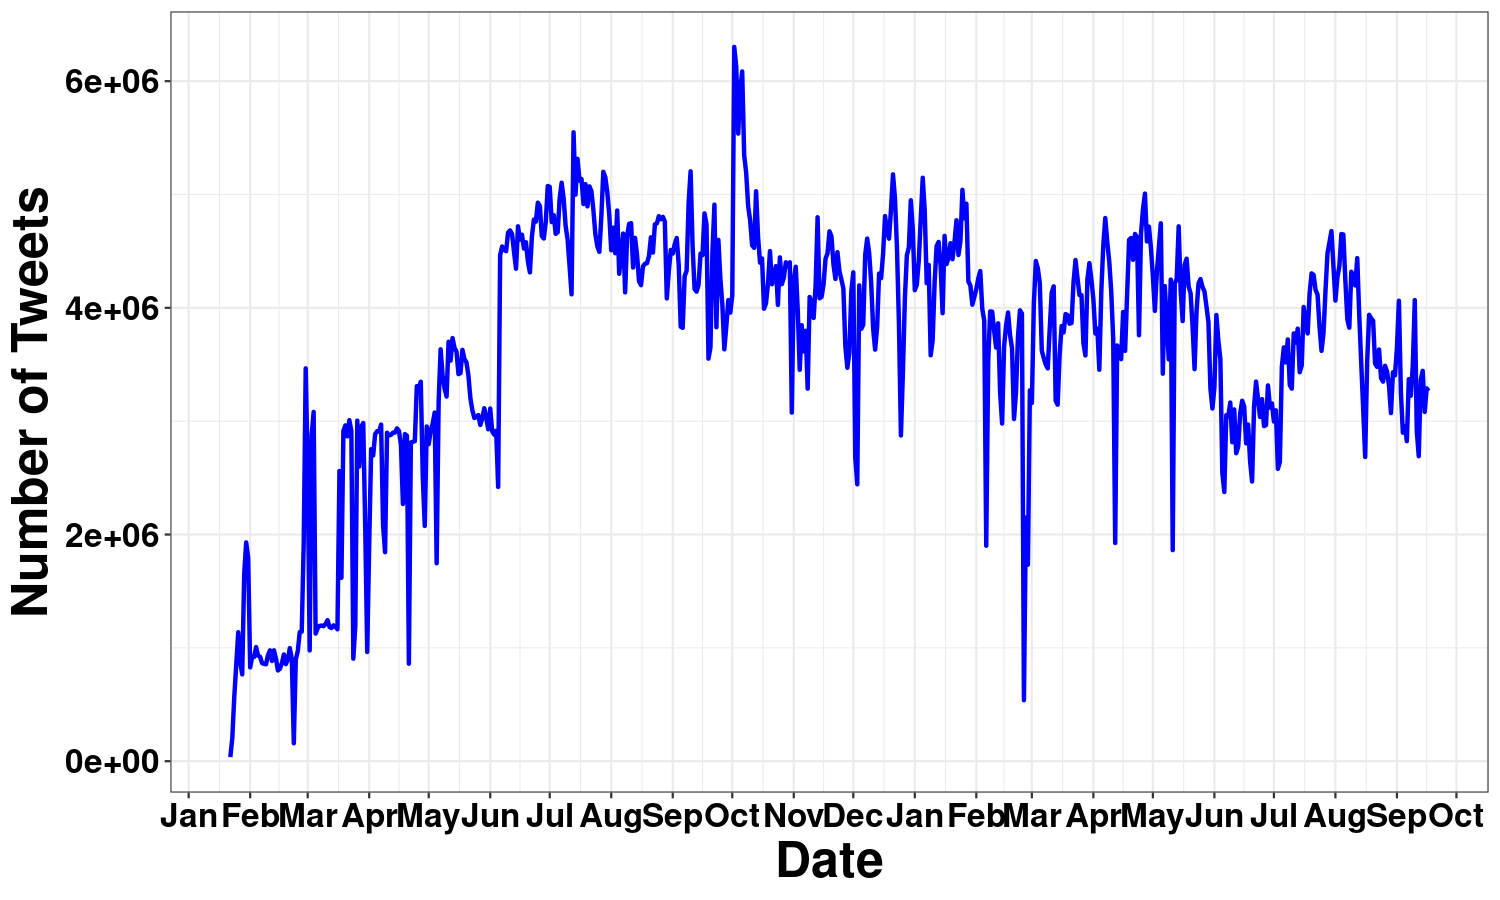 Number of Tweets
6e+06
4e+06
2e+06
0e+00
Jan Feb Mar Apr May Jun Jul Aug Sep Oct Nov Dec Jan Feb Mar Apr May Jun Jul Aug Sep Oct
Date